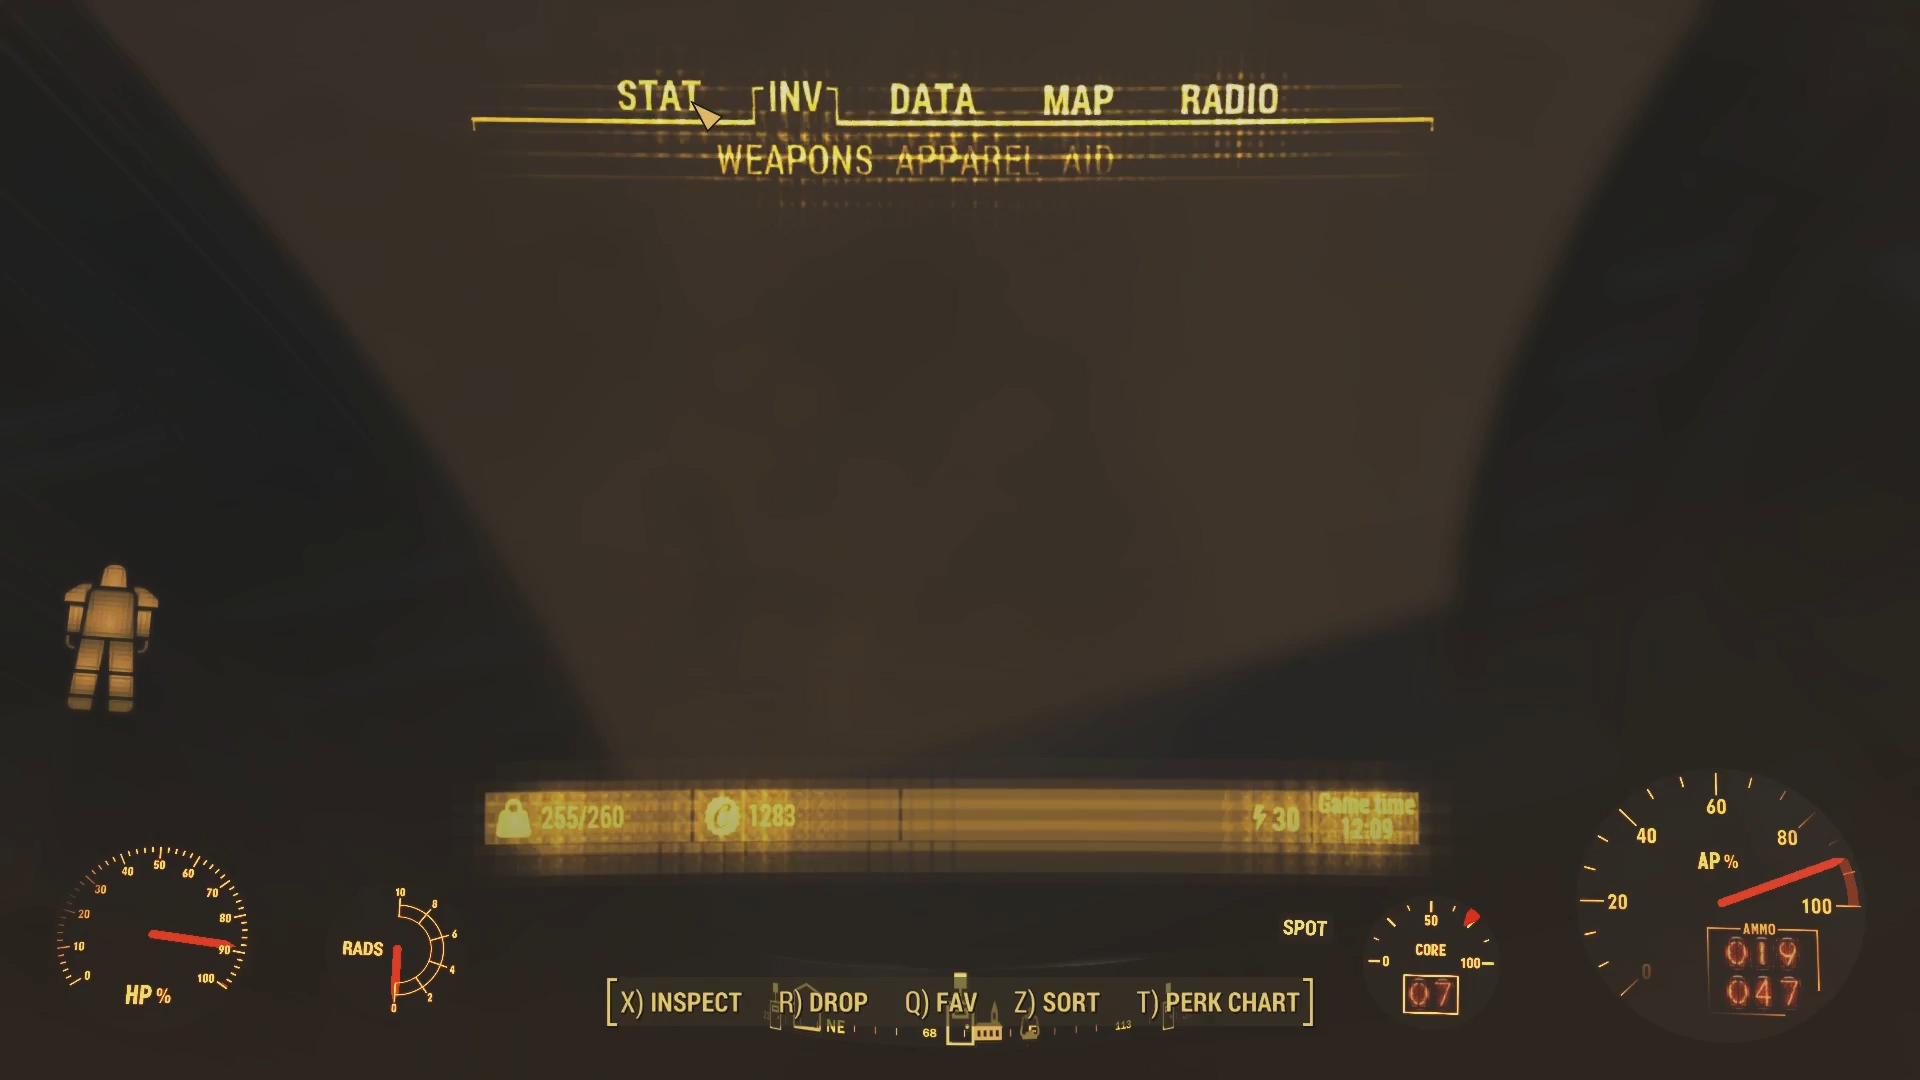 STAT INV DATA MAP RADIO
WEAPONS APPAREL AID
255/260 1283 30 Game time
12:09
0 10 20 30 40 50 60 70 80 90 100
HP %
RADS
10 8 6 4 2 0
SPOT
0 50 100
CORE
07
0 20 40 60 80 100
AP %
AMMO
019
047
X) INSPECT R) DROP Q) FAV Z) SORT T) PERK CHART
NE 68 E 113